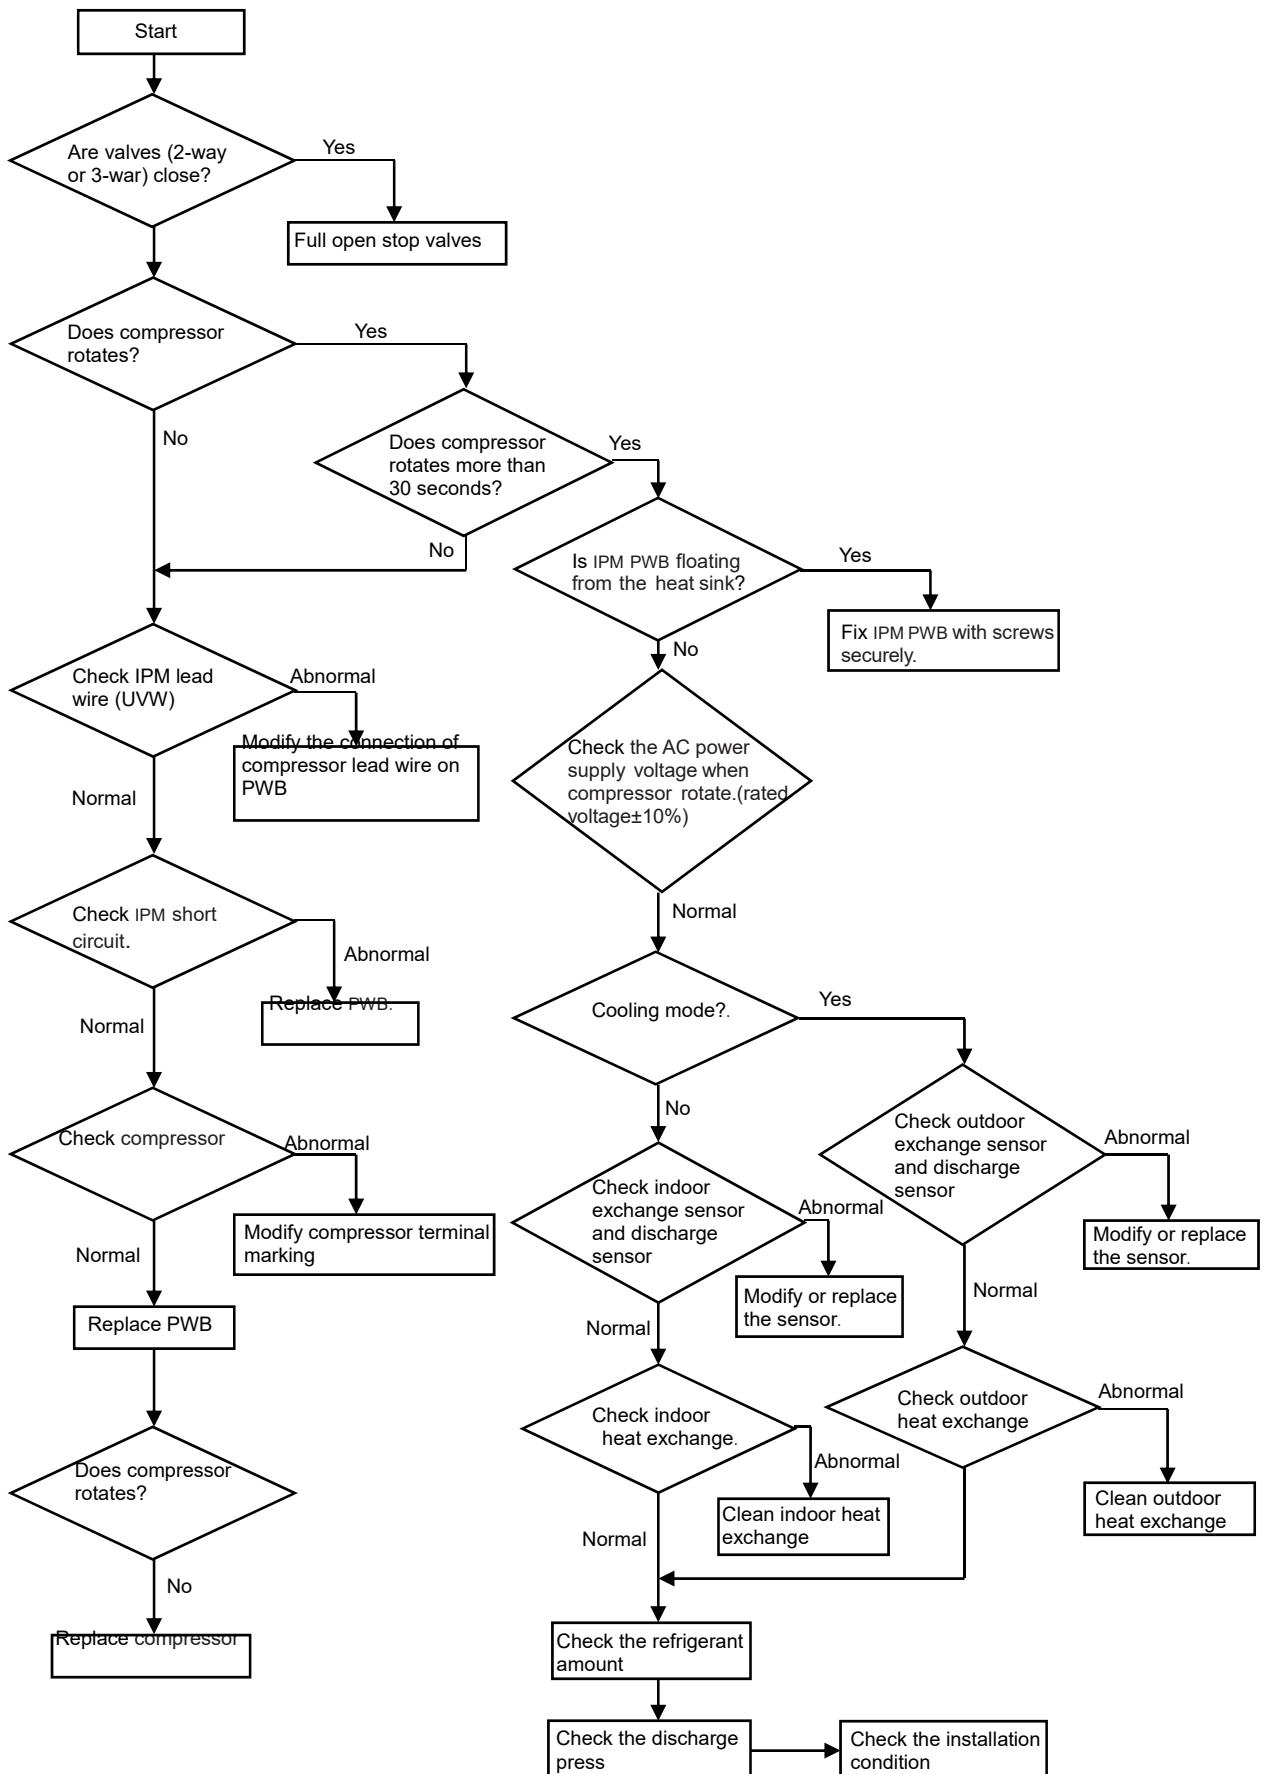 Start
Are valves (2-way
or 3-war) close?
Yes
Full open stop valves
Does compressor
rotates?
Yes
No
Does compressor
rotates more than
30 seconds?
Yes
No
Is IPM PWB floating
from the heat sink?
Yes
Fix IPM PWB with screws
securely.
No
Check IPM lead
wire (UVW)
Abnormal
Modify the connection of
compressor lead wire on
PWB
Normal
Check the AC power
supply voltage when
compressor rotate.(rated
voltage±10%)
Normal
Check IPM short
circuit.
Abnormal
Replace PWB.
Normal
Cooling mode?.
Yes
No
Check compressor
Abnormal
Modify compressor terminal
marking
Normal
Check outdoor
exchange sensor
and discharge
sensor
Abnormal
Modify or replace
the sensor.
Normal
Check indoor
exchange sensor
and discharge
sensor
Abnormal
Modify or replace
the sensor.
Normal
Replace PWB
Check outdoor
heat exchange
Abnormal
Clean outdoor
heat exchange
Check indoor
heat exchange.
Abnormal
Clean indoor heat
exchange
Normal
Does compressor
rotates?
No
Replace compressor
Check the refrigerant
amount
Check the discharge
press
Check the installation
condition